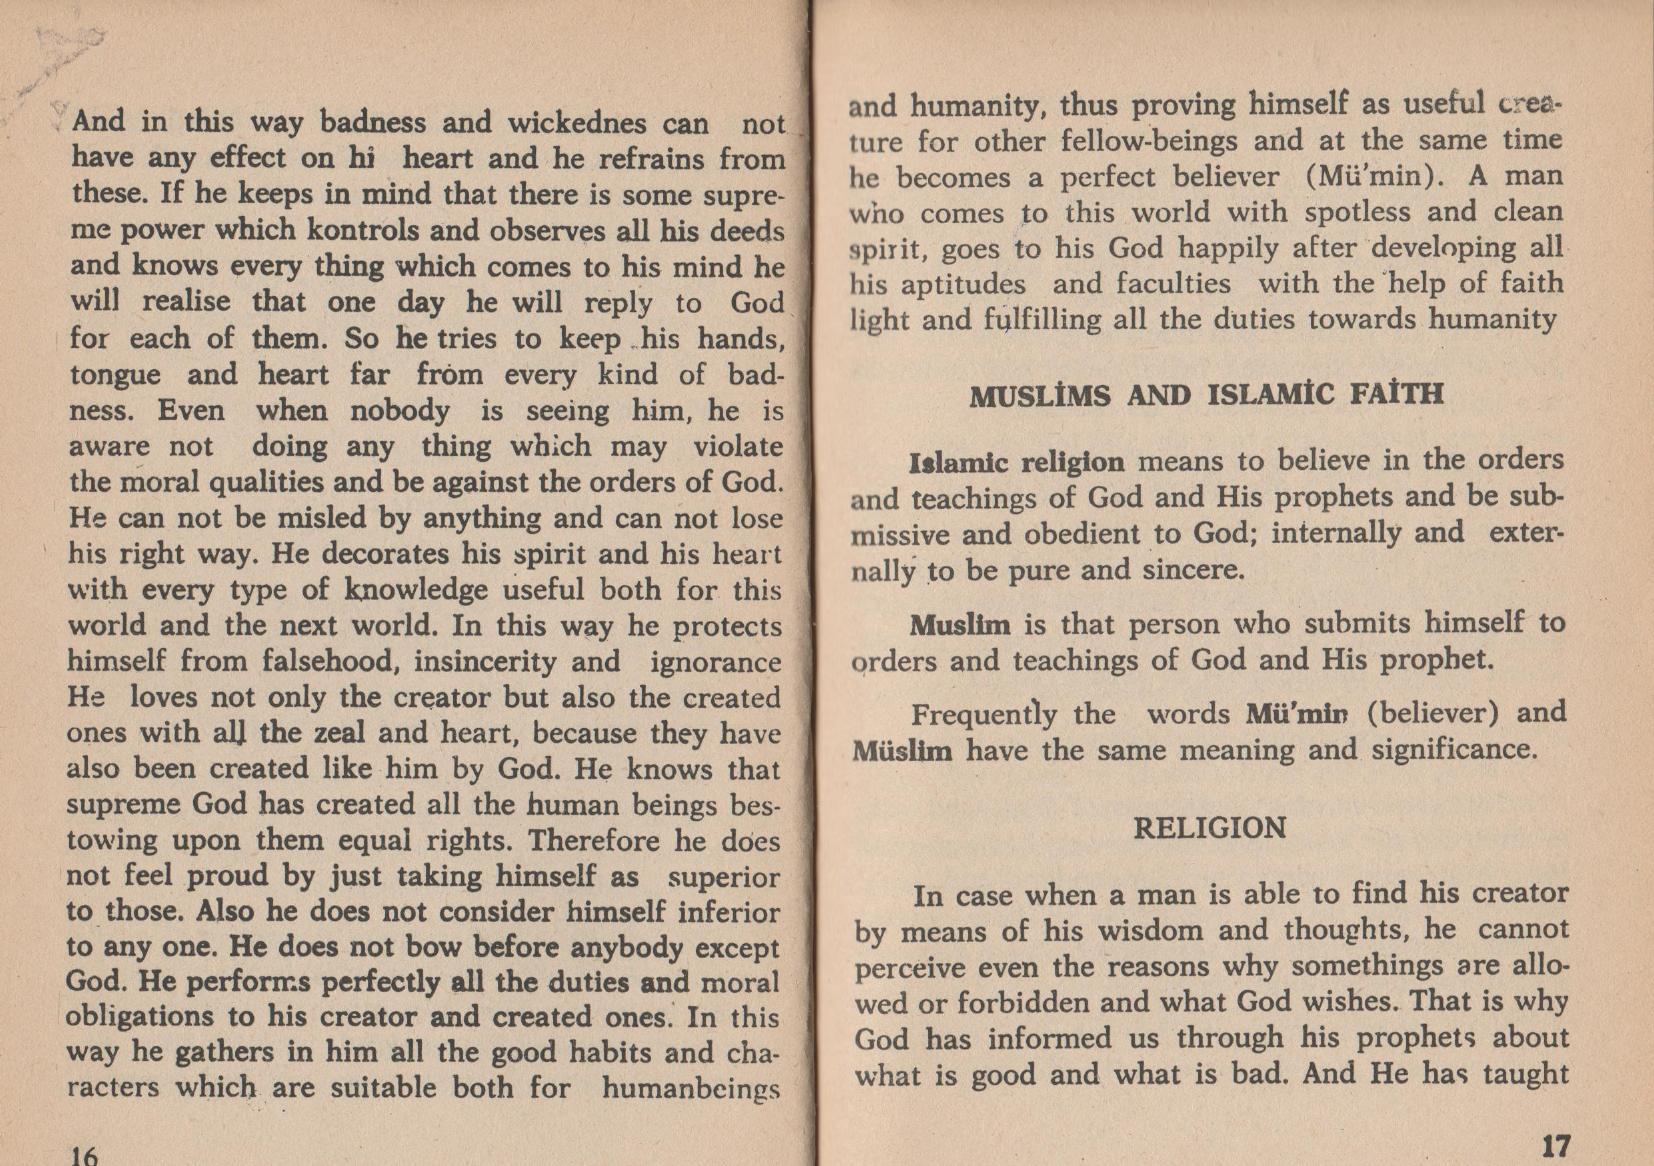 And in this way badness and wickednes can not
have any effect on hi heart and he refrains from
these. If he keeps in mind that there is some supre-
me power which kontrols and observes all his deeds
and knows every thing which comes to his mind he
will realise that one day he will reply to God
for each of them. So he tries to keep his hands,
tongue and heart far from every kind of bad-
ness. Even when nobody is seeing him, he is
aware not doing any thing which may violate
the moral qualities and be against the orders of God.
He can not be misled by anything and can not lose
his right way. He decorates his spirit and his heart
with every type of knowledge useful both for this
world and the next world. In this way he protects
himself from falsehood, insincerity and ignorance
He loves not only the creator but also the created
ones with all the zeal and heart, because they have
also been created like him by God. He knows that
supreme God has created all the human beings bes-
towing upon them equal rights. Therefore he does
not feel proud by just taking himself as superior
to those. Also he does not consider himself inferior
to any one. He does not bow before anybody except
God. He performs perfectly all the duties and moral
obligations to his creator and created ones. In this
way he gathers in him all the good habits and cha-
racters which are suitable both for humanbeings
16
and humanity, thus proving himself as useful crea-
ture for other fellow-beings and at the same time
he becomes a perfect believer (Mü'min). A man
who comes to this world with spotless and clean
spirit, goes to his God happily after developing all
his aptitudes and faculties with the help of faith
light and fulfilling all the duties towards humanity
MUSLİMS AND ISLAMİC FAİTH
Islamic religion means to believe in the orders
and teachings of God and His prophets and be sub-
missive and obedient to God; internally and exter-
nally to be pure and sincere.
Muslim is that person who submits himself to
orders and teachings of God and His prophet.
Frequently the words Mü'min (believer) and
Müslim have the same meaning and significance.
RELIGION
In case when a man is able to find his creator
by means of his wisdom and thoughts, he cannot
perceive even the reasons why somethings are allo-
wed or forbidden and what God wishes. That is why
God has informed us through his prophets about
what is good and what is bad. And He has taught
17